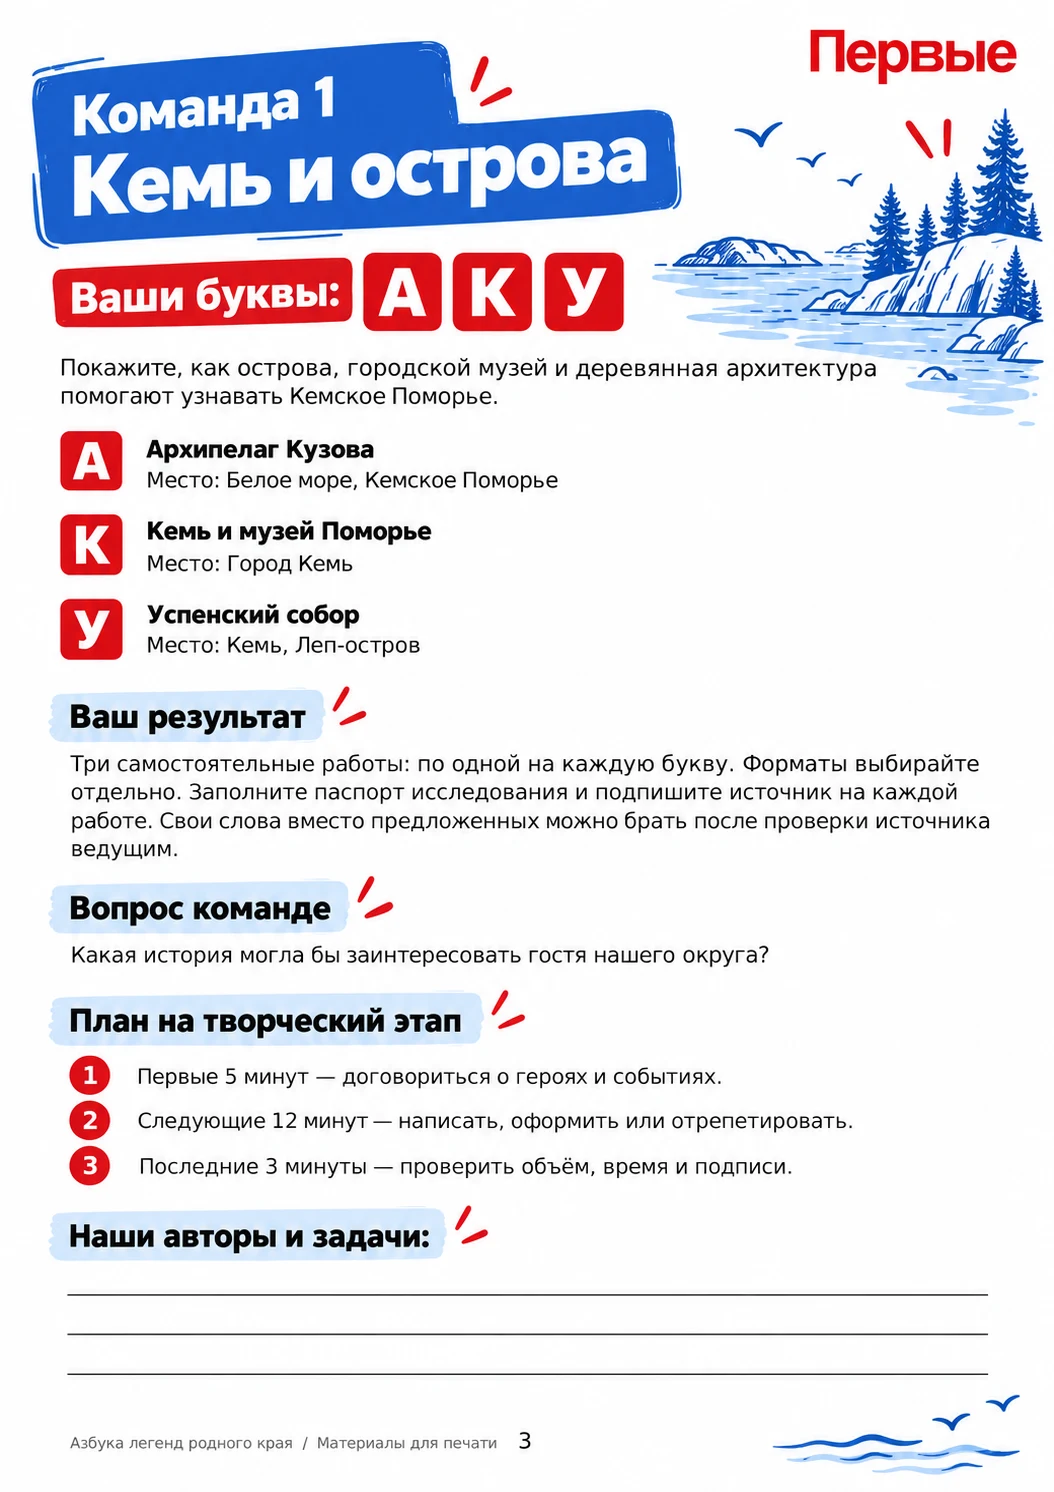 Первые
Команда 1
Кемь и острова
Ваши буквы: А К У
Покажите, как острова, городской музей и деревянная архитектура
помогают узнавать Кемское Поморье.
А
Архипелаг Кузова
Место: Белое море, Кемское Поморье
К
Кемь и музей Поморье
Место: Город Кемь
У
Успенский собор
Место: Кемь, Леп-остров
Ваш результат
Три самостоятельные работы: по одной на каждую букву. Форматы выбирайте
отдельно. Заполните паспорт исследования и подпишите источник на каждой
работе. Свои слова вместо предложенных можно брать после проверки источника
ведущим.
Вопрос команде
Какая история могла бы заинтересовать гостя нашего округа?
План на творческий этап
1 Первые 5 минут — договориться о героях и событиях.
2 Следующие 12 минут — написать, оформить или отрепетировать.
3 Последние 3 минуты — проверить объём, время и подписи.
Наши авторы и задачи:
Азбука легенд родного края / Материалы для печати 3